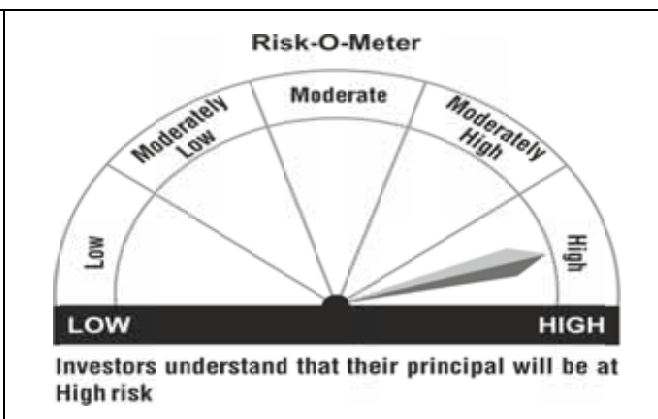 Risk-O-Meter
Moderate
Moderately
Low
Moderately
High
Low
High
LOW
HIGH
Investors understand that their principal will be at
High risk